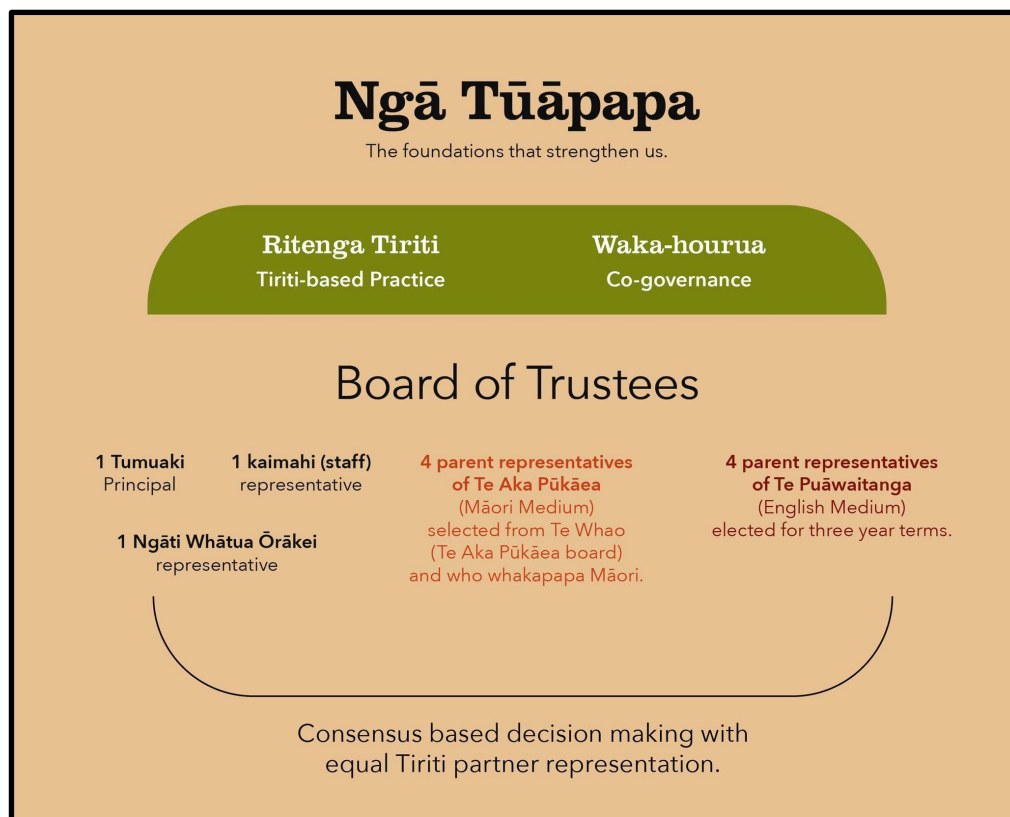 Ngā Tūāpapa
The foundations that strengthen us.
Ritenga Tiriti
Tiriti-based Practice
Waka-hourua
Co-governance
Board of Trustees
1 Tumuaki
Principal
1 kaimahi (staff)
representative
1 Ngāti Whātua Ōrākei
representative
4 parent representatives
of Te Aka Pūkāea
(Māori Medium)
selected from Te Whao
(Te Aka Pūkāea board)
and who whakapapa Māori.
4 parent representatives
of Te Puāwaitanga
(English Medium)
elected for three year terms.
Consensus based decision making with
equal Tiriti partner representation.